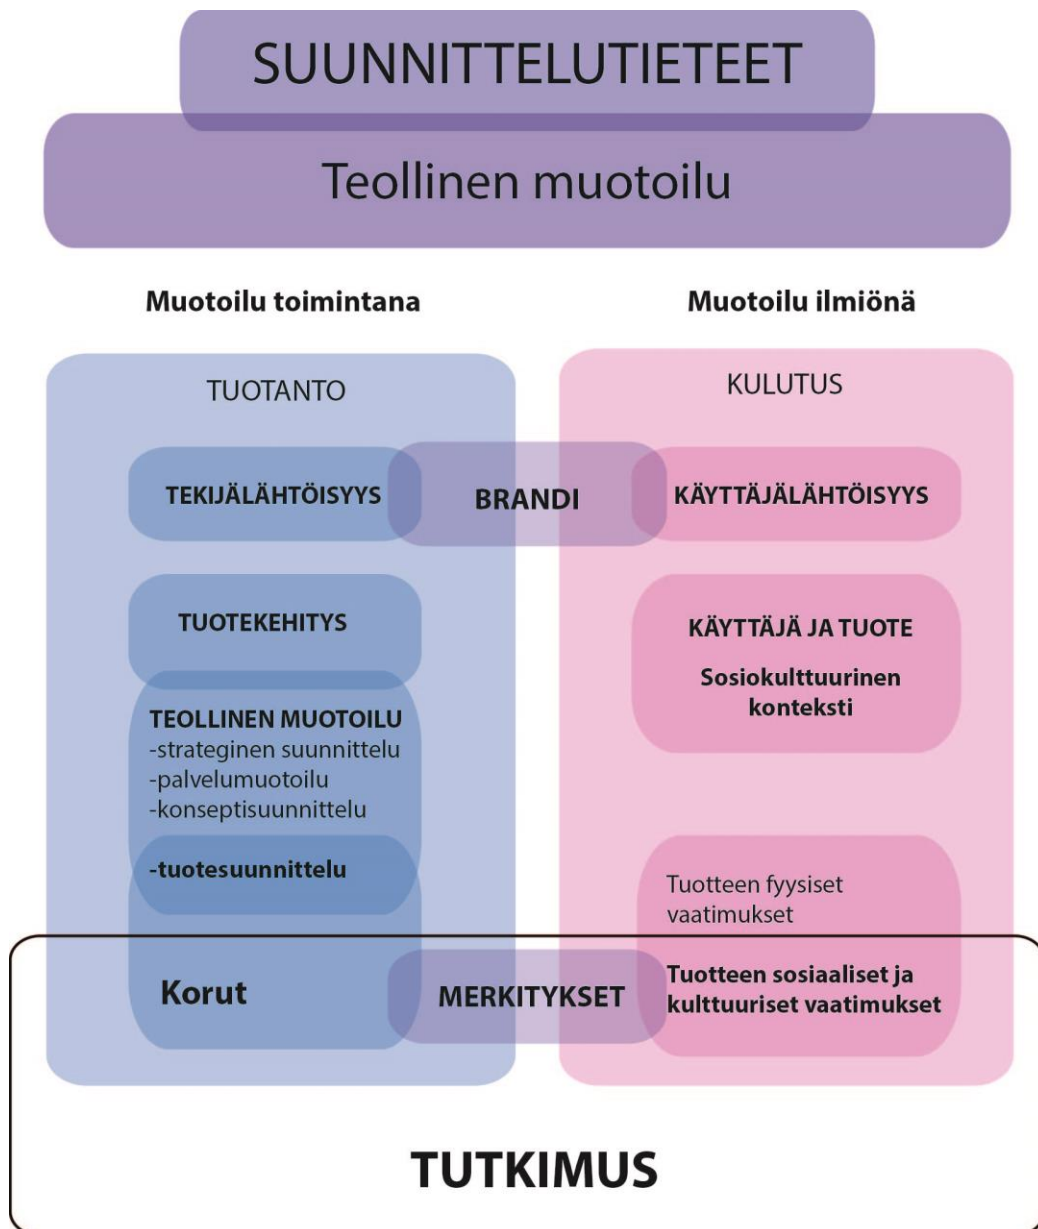 SUUNNITTELUTIETEET
Teollinen muotoilu
Muotoilu toimintana
Muotoilu ilmiönä
TUOTANTO
KULUTUS
TEKIJÄLÄHTÖISYYS
BRANDI
KÄYTTÄJÄLÄHTÖISYYS
TUOTEKEHITYS
KÄYTTÄJÄ JA TUOTE
Sosiokulttuurinen
konteksti
TEOLLINEN MUOTOILU
-strateginen suunnittelu
-palvelumuotoilu
-konseptisuunnittelu
-tuotesuunnittelu
Tuotteen fyysiset
vaatimukset
Korut
MERKITYKSET
Tuotteen sosiaaliset ja
kulttuuriset vaatimukset
TUTKIMUS